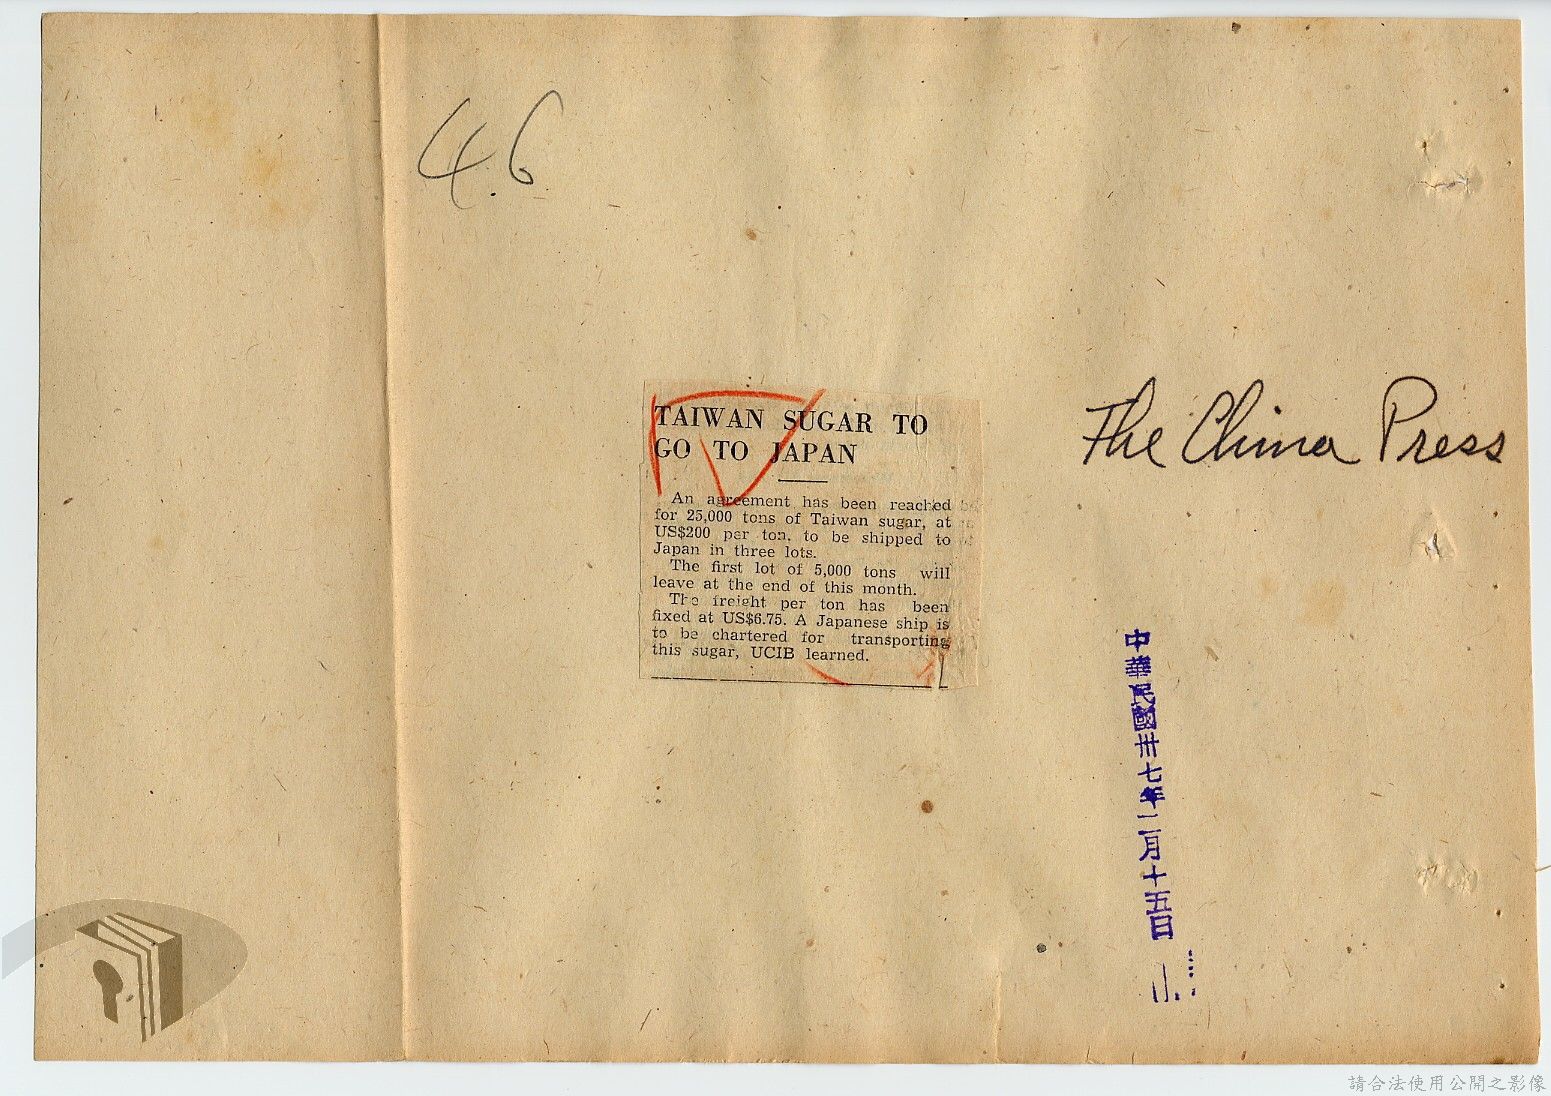 4.6
TAIWAN SUGAR TO
GO TO JAPAN
An agreement has been reached
for 25,000 tons of Taiwan sugar, at
US$200 per ton, to be shipped to
Japan in three lots.
The first lot of 5,000 tons will
leave at the end of this month.
The freight per ton has been
fixed at US$6.75. A Japanese ship is
to be chartered for transporting
this sugar, UCIB learned.
The China Press
中華民國卅七年二月十五日
請合法使用公開之影像